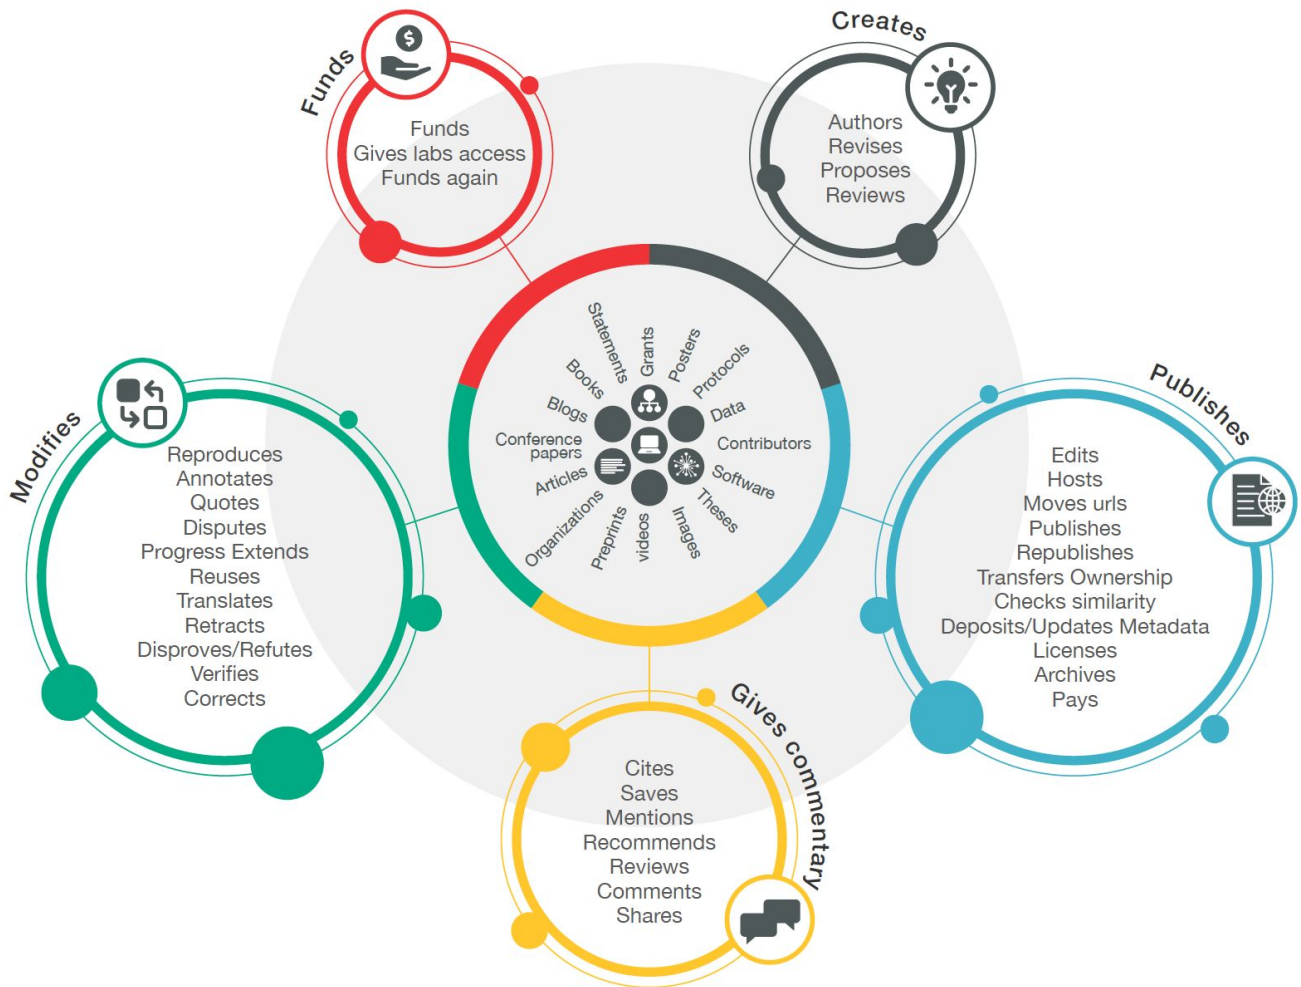 Funds
Funds
Gives labs access
Funds again
Creates
Authors
Revises
Proposes
Reviews
Statements
Grants
Posters
Protocols
Data
Contributors
Software
Theses
Images
videos
Preprints
Organizations
Articles
Conference
papers
Blogs
Books
Modifies
Reproduces
Annotates
Quotes
Disputes
Progress Extends
Reuses
Translates
Retracts
Disproves/Refutes
Verifies
Corrects
Publishes
Edits
Hosts
Moves urls
Publishes
Republishes
Transfers Ownership
Checks similarity
Deposits/Updates Metadata
Licenses
Archives
Pays
Gives commentary
Cites
Saves
Mentions
Recommends
Reviews
Comments
Shares
$